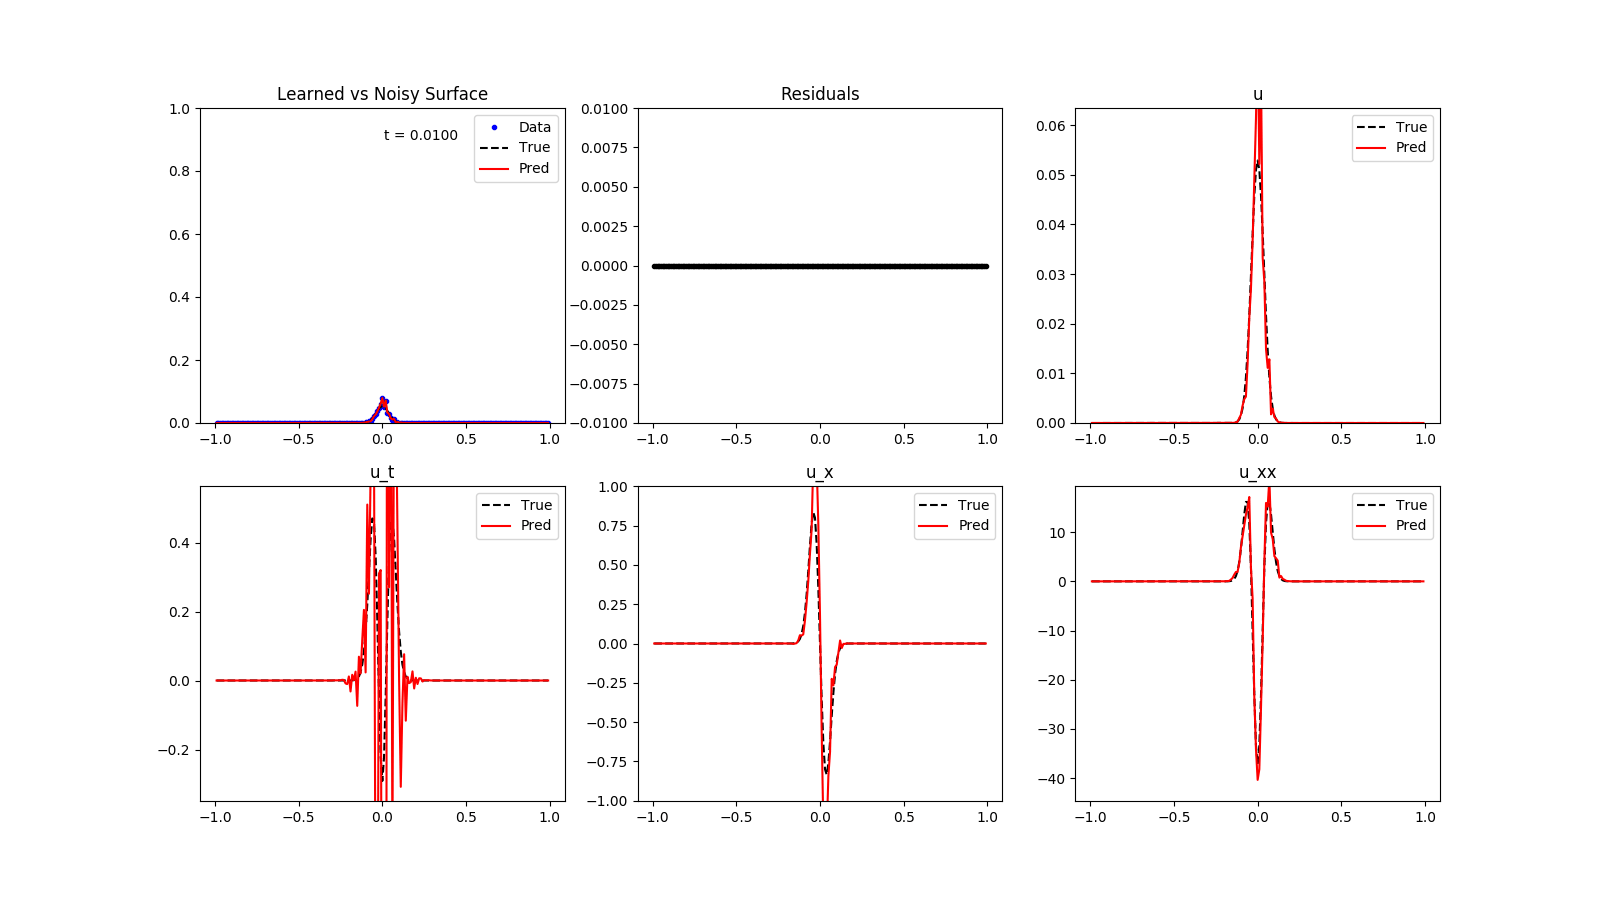 Learned vs Noisy Surface
1.0
0.8
0.6
0.4
0.2
0.0
t = 0.0100
Data
True
Pred
−1.0 −0.5 0.0 0.5 1.0
Residuals
0.0100
0.0075
0.0050
0.0025
0.0000
−0.0025
−0.0050
−0.0075
−0.0100
−1.0 −0.5 0.0 0.5 1.0
u
0.06
0.05
0.04
0.03
0.02
0.01
0.00
True
Pred
−1.0 −0.5 0.0 0.5 1.0
u_t
0.4
0.2
0.0
−0.2
True
Pred
−1.0 −0.5 0.0 0.5 1.0
u_x
1.00
0.75
0.50
0.25
0.00
−0.25
−0.50
−0.75
−1.00
True
Pred
−1.0 −0.5 0.0 0.5 1.0
u_xx
10
0
−10
−20
−30
−40
True
Pred
−1.0 −0.5 0.0 0.5 1.0